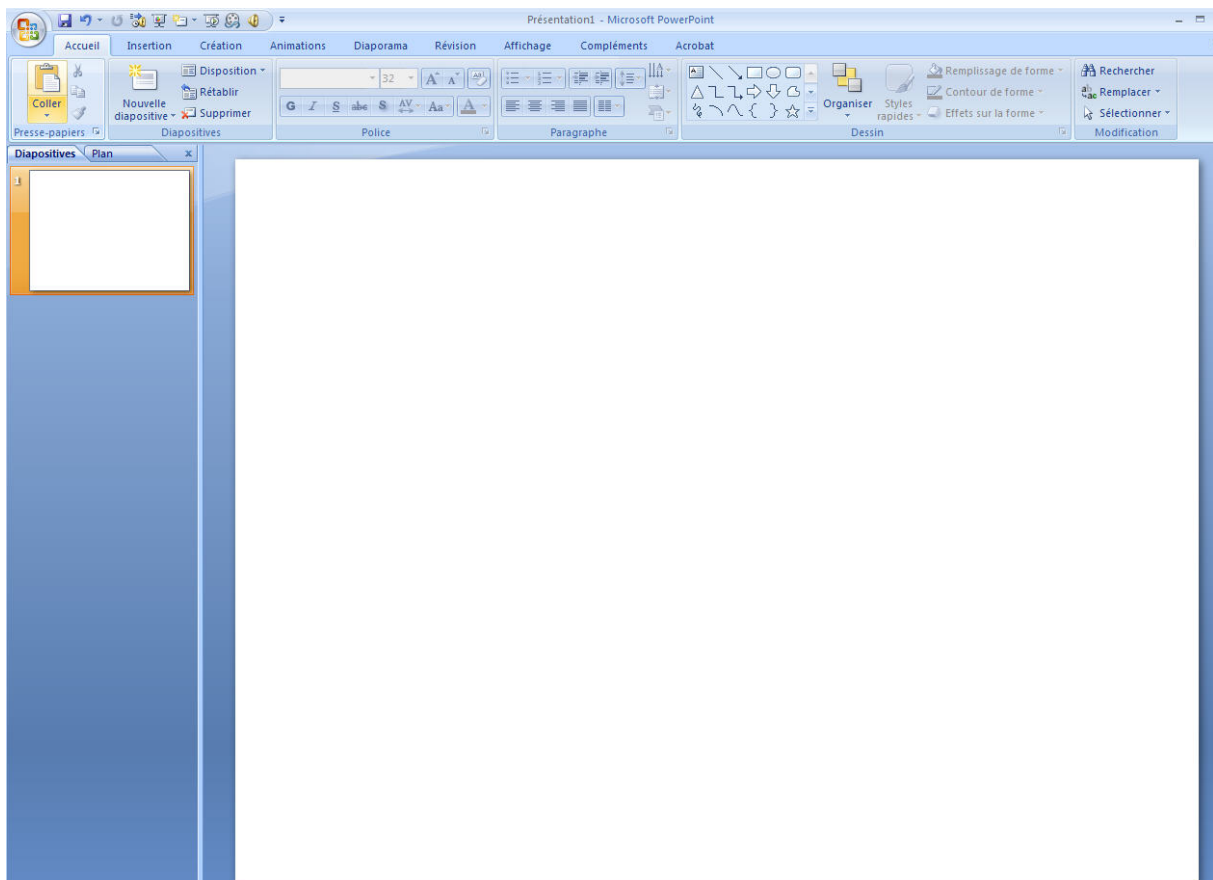 Présentation1 - Microsoft PowerPoint
Accueil Insertion Création Animations Diaporama Révision Affichage Compléments Acrobat
Coller
Nouvelle
diapositive
Disposition
Rétablir
Supprimer
32 A A
G I S abc S AV Aa A
Organiser
Styles
rapides
Remplissage de forme
Contour de forme
Effets sur la forme
Rechercher
Remplacer
Sélectionner
Presse-papiers Diapositives Police Paragraphe Dessin Modification
Diapositives Plan x
1